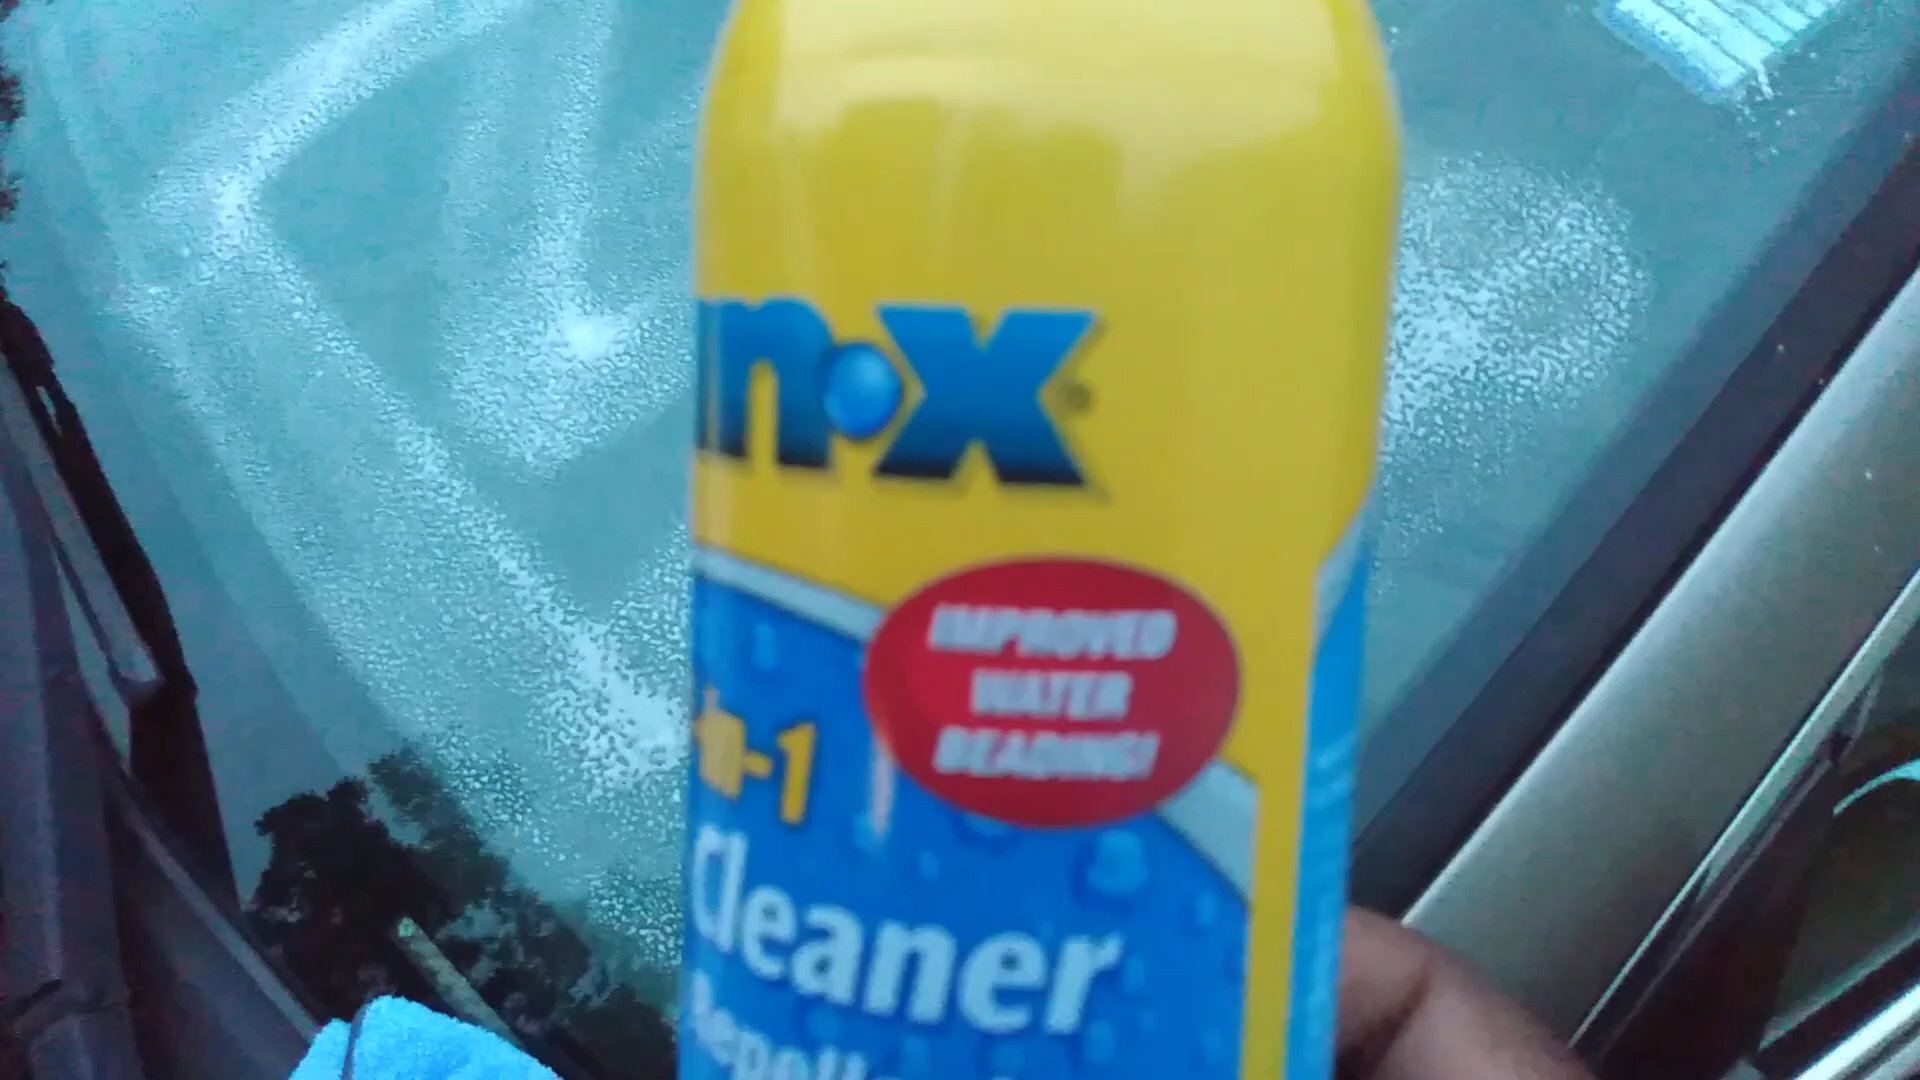 n·x
IMPROVED
WATER
BEADING!
in-1
Cleaner